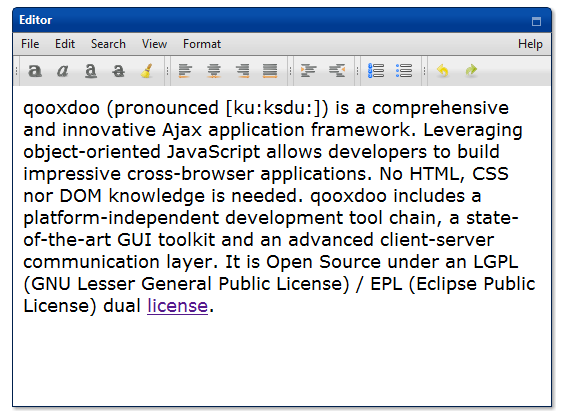 Editor
File Edit Search View Format Help
a a a a
qooxdoo (pronounced [ku:ksdu:]) is a comprehensive
and innovative Ajax application framework. Leveraging
object-oriented JavaScript allows developers to build
impressive cross-browser applications. No HTML, CSS
nor DOM knowledge is needed. qooxdoo includes a
platform-independent development tool chain, a state-
of-the-art GUI toolkit and an advanced client-server
communication layer. It is Open Source under an LGPL
(GNU Lesser General Public License) / EPL (Eclipse Public
License) dual license.